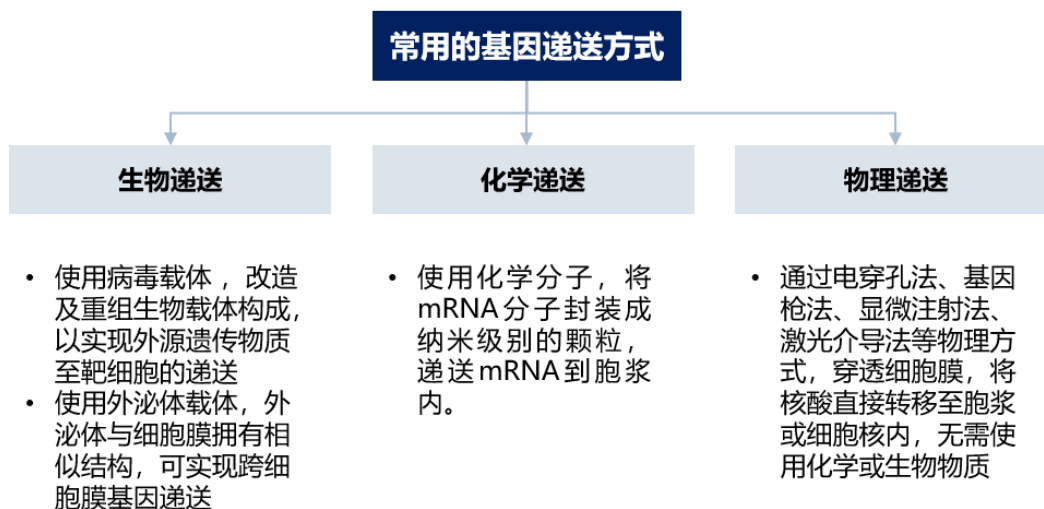 常用的基因递送方式
生物递送
化学递送
物理递送
• 使用病毒载体，改造
及重组生物载体构成，
以实现外源遗传物质
至靶细胞的递送
• 使用外泌体载体，外
泌体与细胞膜拥有相
似结构，可实现跨细
胞膜基因递送
• 使用化学分子，将
mRNA分子封装成
纳米级别的颗粒，
递送mRNA到胞浆
内。
• 通过电穿孔法、基因
枪法、显微注射法、
激光介导法等物理方
式，穿透细胞膜，将
核酸直接转移至胞浆
或细胞核内，无需使
用化学或生物物质